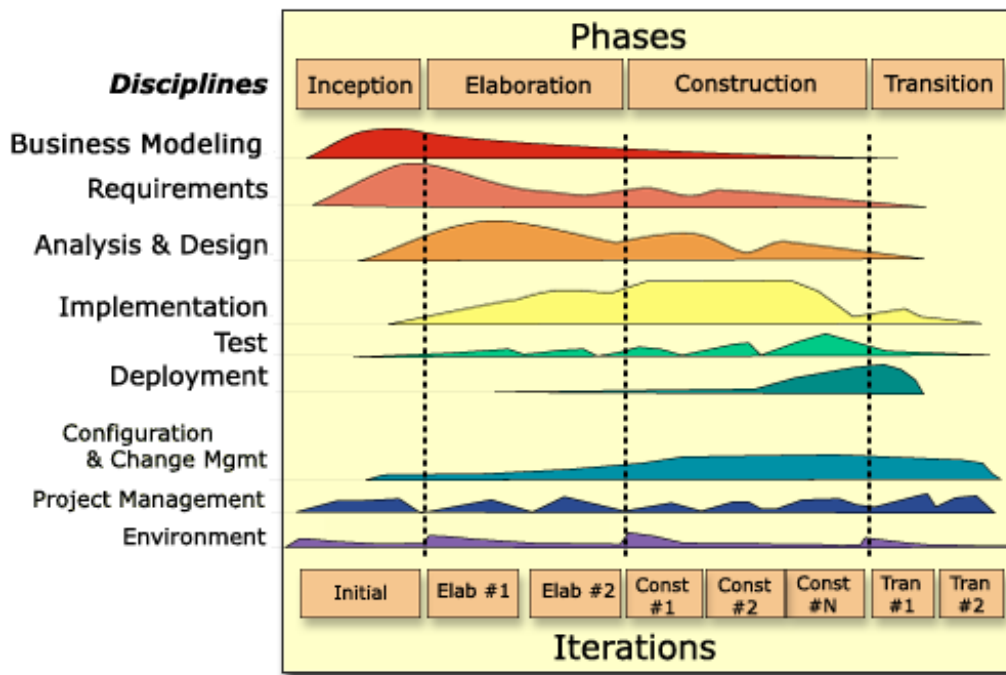 Phases
Disciplines
Inception
Elaboration
Construction
Transition
Business Modeling
Requirements
Analysis & Design
Implementation
Test
Deployment
Configuration
& Change Mgmt
Project Management
Environment
Initial
Elab #1
Elab #2
Const
#1
Const
#2
Const
#N
Tran
#1
Tran
#2
Iterations